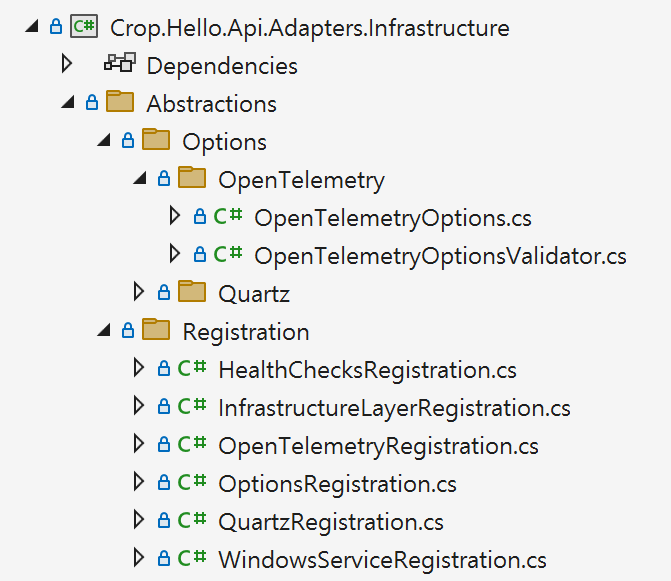 C# Crop.Hello.Api.Adapters.Infrastructure
Dependencies
Abstractions
Options
OpenTelemetry
C# OpenTelemetryOptions.cs
C# OpenTelemetryOptionsValidator.cs
Quartz
Registration
C# HealthChecksRegistration.cs
C# InfrastructureLayerRegistration.cs
C# OpenTelemetryRegistration.cs
C# OptionsRegistration.cs
C# QuartzRegistration.cs
C# WindowsServiceRegistration.cs